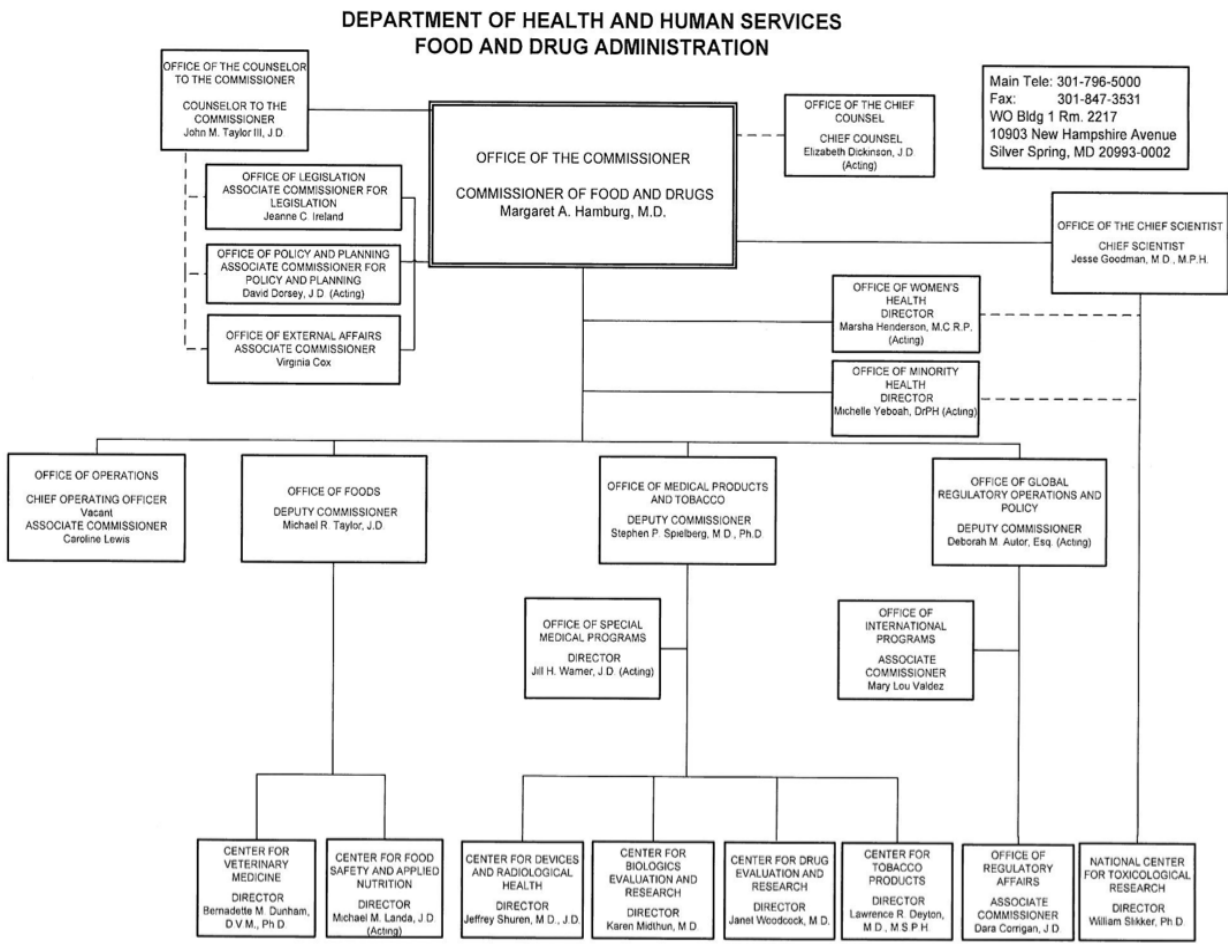 DEPARTMENT OF HEALTH AND HUMAN SERVICES
FOOD AND DRUG ADMINISTRATION
OFFICE OF THE COUNSELOR
TO THE COMMISSIONER
COUNSELOR TO THE
COMMISSIONER
John M. Taylor III, J.D.
OFFICE OF THE COMMISSIONER
COMMISSIONER OF FOOD AND DRUGS
Margaret A. Hamburg, M.D.
OFFICE OF THE CHIEF
COUNSEL
CHIEF COUNSEL
Elizabeth Dickinson, J.D.
(Acting)
Main Tele: 301-796-5000
Fax: 301-847-3531
WO Bldg 1 Rm. 2217
10903 New Hampshire Avenue
Silver Spring, MD 20993-0002
OFFICE OF LEGISLATION
ASSOCIATE COMMISSIONER FOR
LEGISLATION
Jeanne C. Ireland
OFFICE OF POLICY AND PLANNING
ASSOCIATE COMMISSIONER FOR
POLICY AND PLANNING
David Dorsey, J.D. (Acting)
OFFICE OF EXTERNAL AFFAIRS
ASSOCIATE COMMISSIONER
Virginia Cox
OFFICE OF THE CHIEF SCIENTIST
CHIEF SCIENTIST
Jesse Goodman, M.D., M.P.H.
OFFICE OF WOMEN'S
HEALTH
DIRECTOR
Marsha Henderson, M.C.R.P.
(Acting)
OFFICE OF MINORITY
HEALTH
DIRECTOR
Michelle Yeboah, DrPH (Acting)
OFFICE OF OPERATIONS
CHIEF OPERATING OFFICER
Vacant
ASSOCIATE COMMISSIONER
Caroline Lewis
OFFICE OF FOODS
DEPUTY COMMISSIONER
Michael R. Taylor, J.D.
OFFICE OF MEDICAL PRODUCTS
AND TOBACCO
DEPUTY COMMISSIONER
Stephen P. Spielberg, M.D., Ph.D.
OFFICE OF GLOBAL
REGULATORY OPERATIONS AND
POLICY
DEPUTY COMMISSIONER
Deborah M. Autor, Esq. (Acting)
OFFICE OF SPECIAL
MEDICAL PROGRAMS
DIRECTOR
Jill H. Warner, J.D. (Acting)
OFFICE OF
INTERNATIONAL
PROGRAMS
ASSOCIATE
COMMISSIONER
Mary Lou Valdez
CENTER FOR
VETERINARY
MEDICINE
DIRECTOR
Bernadette M. Dunham,
D.V.M., Ph.D.
CENTER FOR FOOD
SAFETY AND APPLIED
NUTRITION
DIRECTOR
Michael M. Landa, J.D.
(Acting)
CENTER FOR DEVICES
AND RADIOLOGICAL
HEALTH
DIRECTOR
Jeffrey Shuren, M.D., J.D.
CENTER FOR
BIOLOGICS
EVALUATION AND
RESEARCH
DIRECTOR
Karen Midthun, M.D.
CENTER FOR DRUG
EVALUATION AND
RESEARCH
DIRECTOR
Janet Woodcock, M.D.
CENTER FOR
TOBACCO
PRODUCTS
DIRECTOR
Lawrence R. Deyton,
M.D., M.S.P.H.
OFFICE OF
REGULATORY
AFFAIRS
ASSOCIATE
COMMISSIONER
Dara Corrigan, J.D.
NATIONAL CENTER
FOR TOXICOLOGICAL
RESEARCH
DIRECTOR
William Slikker, Ph.D.